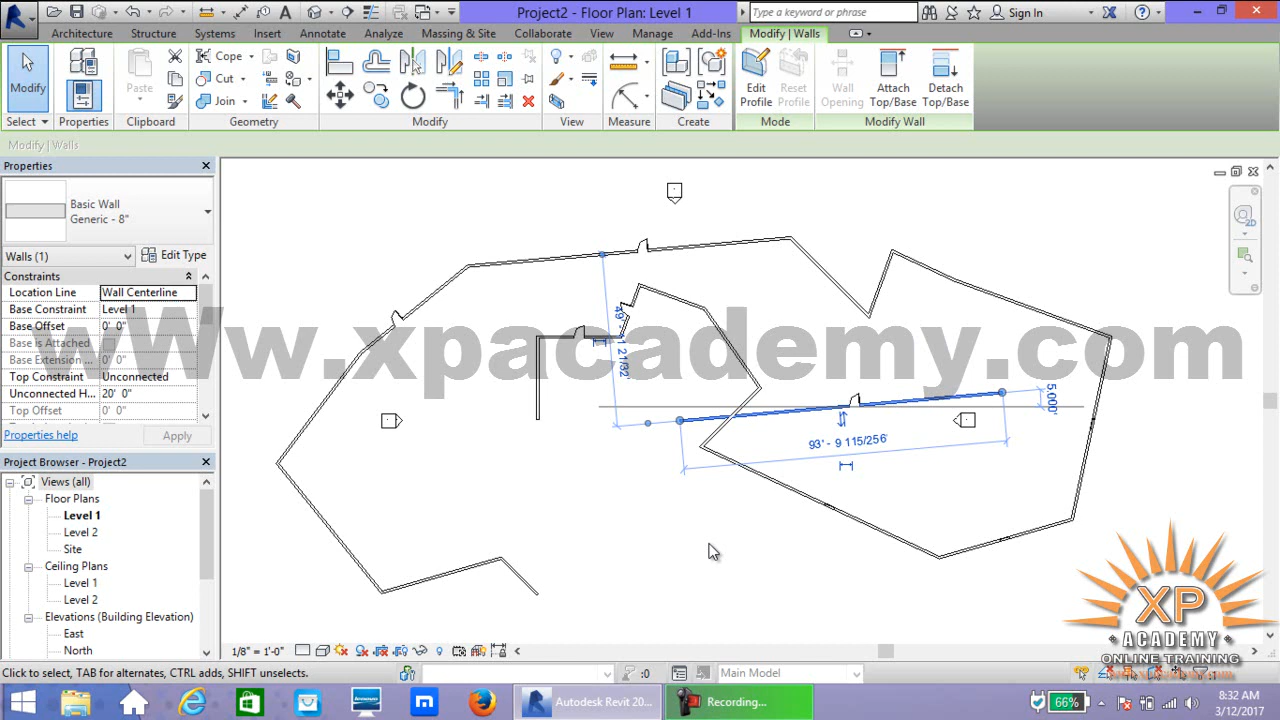 Project2 - Floor Plan: Level 1
Type a keyword or phrase
Sign In
Architecture
Structure
Systems
Insert
Annotate
Analyze
Massing & Site
Collaborate
View
Manage
Add-Ins
Modify | Walls
Modify
Select
Properties
Paste
Clipboard
Cope
Cut
Join
Geometry
Modify
View
Measure
Create
Edit
Profile
Reset
Profile
Mode
Wall
Opening
Attach
Top/Base
Detach
Top/Base
Modify Wall
Modify | Walls
Properties
Basic Wall
Generic - 8"
Walls (1)
Edit Type
Constraints
Location Line
Wall Centerline
Base Constraint
Level 1
Base Offset
0' 0"
Base is Attached
Base Extension ...
0' 0"
Top Constraint
Unconnected
Unconnected H...
20' 0"
Top Offset
0' 0"
Properties help
Apply
Project Browser - Project2
Views (all)
Floor Plans
Level 1
Level 2
Site
Ceiling Plans
Level 1
Level 2
Elevations (Building Elevation)
East
North
2D
93' - 9 115/256'
5.000'
wWw.xpacademy.com
XP
ACADEMY
ONLINE TRAINING
1/8" = 1'-0"
Click to select, TAB for alternates, CTRL adds, SHIFT unselects.
:0
Main Model
Autodesk Revit 20...
Recording...
66%
8:32 AM
3/12/2017